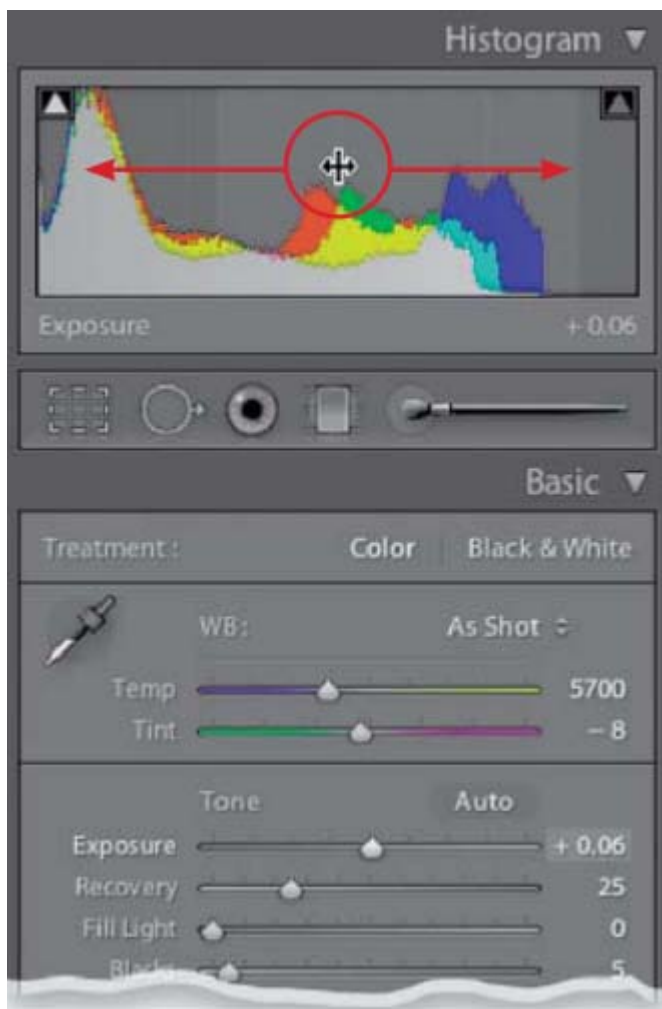 Histogram
Exposure + 0.06
Basic
Treatment : Color Black & White
WB: As Shot
Temp 5700
Tint – 8
Tone Auto
Exposure + 0.06
Recovery 25
Fill Light 0
Blacks 5